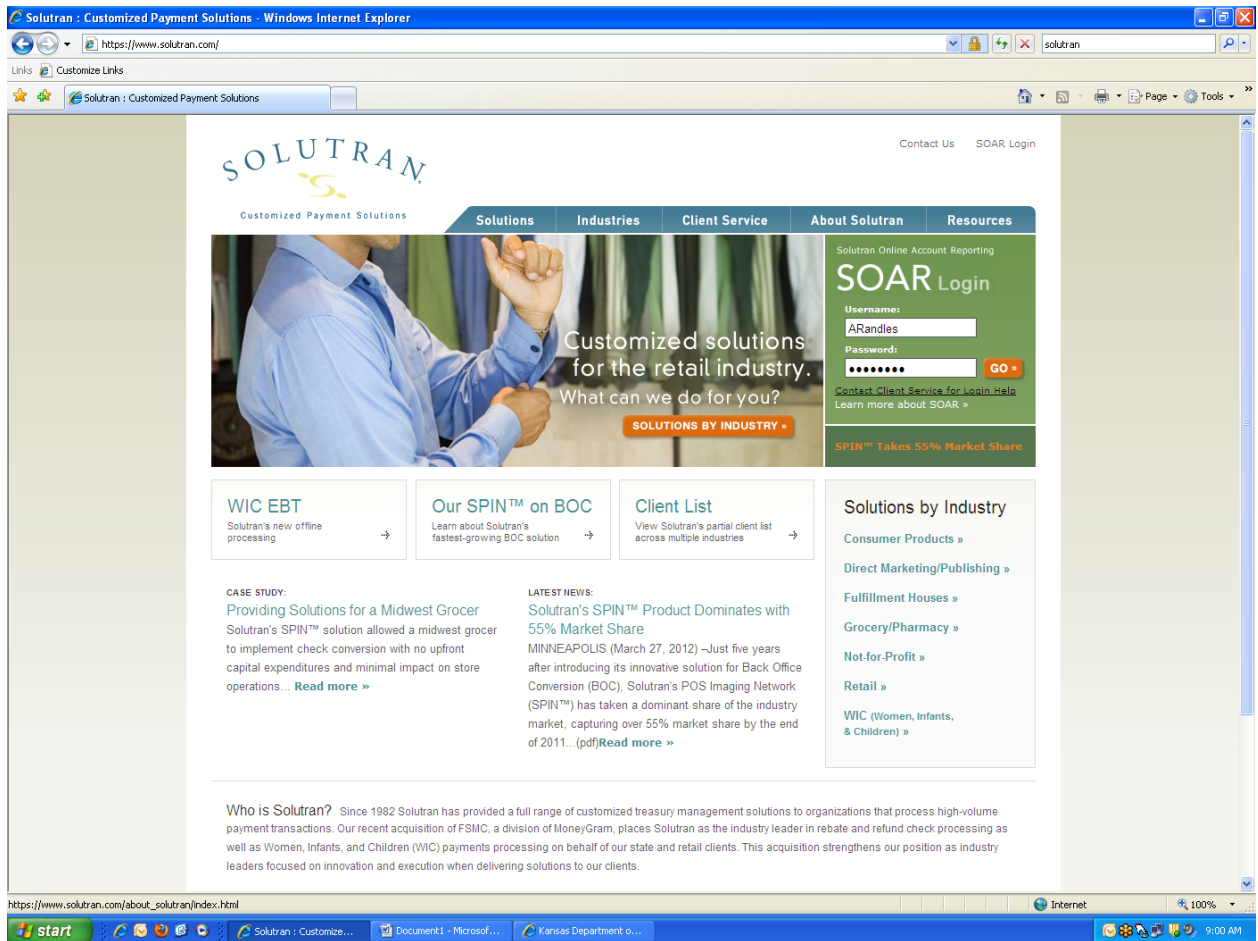 Solutran : Customized Payment Solutions - Windows Internet Explorer
https://www.solutran.com/
solutran
Links Customize Links
Solutran : Customized Payment Solutions
Page Tools
Contact Us SOAR Login
SOLUTRAN
Customized Payment Solutions
Solutions Industries Client Service About Solutran Resources
Customized solutions
for the retail industry.
What can we do for you?
SOLUTIONS BY INDUSTRY »
Solutran Online Account Reporting
SOAR Login
Username:
ARandles
Password:
••••••••
GO »
Contact Client Service for Login Help
Learn more about SOAR »
SPIN™ Takes 55% Market Share
WIC EBT
Solutran's new offline
processing
Our SPIN™ on BOC
Learn about Solutran's
fastest-growing BOC solution
Client List
View Solutran's partial client list
across multiple industries
Solutions by Industry
Consumer Products »
Direct Marketing/Publishing »
Fulfillment Houses »
Grocery/Pharmacy »
Not-for-Profit »
Retail »
WIC (Women, Infants,
& Children) »
CASE STUDY:
Providing Solutions for a Midwest Grocer
Solutran's SPIN™ solution allowed a midwest grocer
to implement check conversion with no upfront
capital expenditures and minimal impact on store
operations... Read more »
LATEST NEWS:
Solutran's SPIN™ Product Dominates with
55% Market Share
MINNEAPOLIS (March 27, 2012) –Just five years
after introducing its innovative solution for Back Office
Conversion (BOC), Solutran's POS Imaging Network
(SPIN™) has taken a dominant share of the industry
market, capturing over 55% market share by the end
of 2011...(pdf)Read more »
Who is Solutran? Since 1982 Solutran has provided a full range of customized treasury management solutions to organizations that process high-volume
payment transactions. Our recent acquisition of FSMC, a division of MoneyGram, places Solutran as the industry leader in rebate and refund check processing as
well as Women, Infants, and Children (WIC) payments processing on behalf of our state and retail clients. This acquisition strengthens our position as industry
leaders focused on innovation and execution when delivering solutions to our clients.
https://www.solutran.com/about_solutran/index.html
Internet
100%
start
Solutran : Customize...
Document1 - Microsof...
Kansas Department o...
9:00 AM